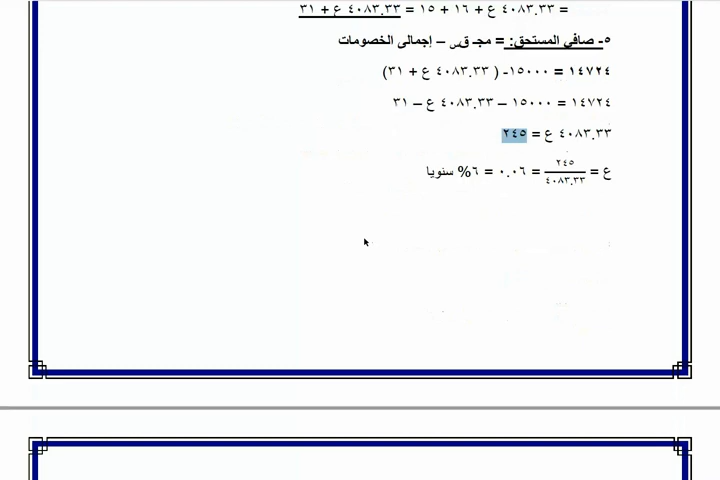 = ٤٠٨٣.٣٣ ع + ١٦ + ١٥ = ٤٠٨٣.٣٣ ع + ٣١
٥- صافي المستحق: = مجـ ق س – إجمالى الخصومات
١٤٧٢٤ = ١٥٠٠٠- ( ٤٠٨٣.٣٣ ع + ٣١)
١٤٧٢٤ = ١٥٠٠٠ – ٤٠٨٣.٣٣ ع – ٣١
٤٠٨٣.٣٣ ع = ٢٤٥
ع = ٢٤٥ / ٤٠٨٣.٣٣ = ٠.٠٦ = ٦% سنويا